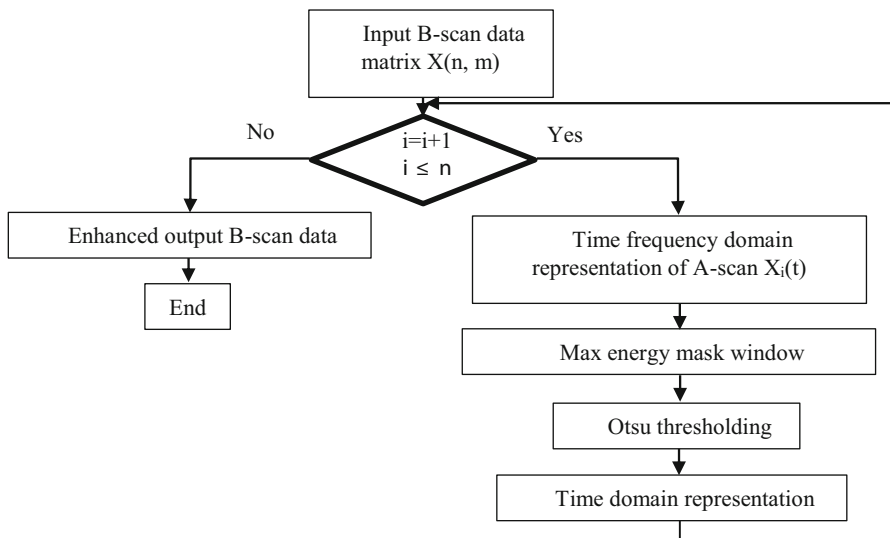 Input B-scan data
matrix X(n, m)
No
i=i+1
i ≤ n
Yes
Enhanced output B-scan data
End
Time frequency domain
representation of A-scan Xᵢ(t)
Max energy mask window
Otsu thresholding
Time domain representation